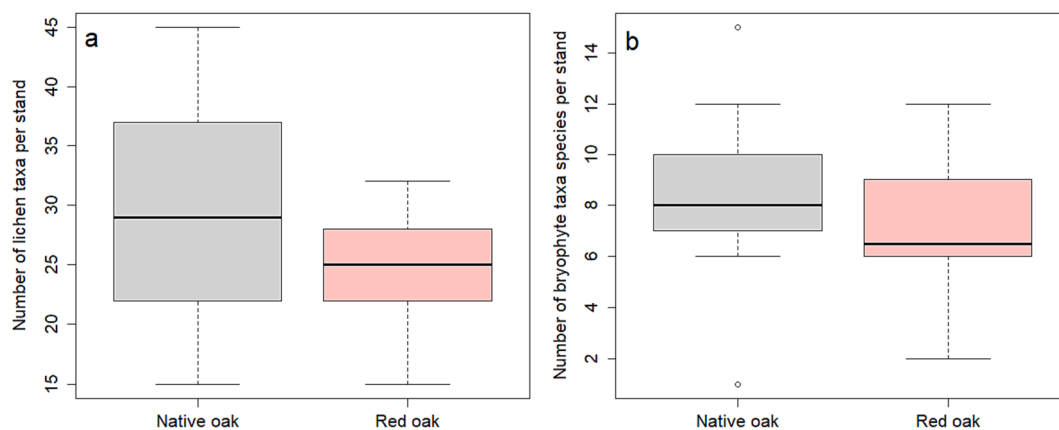 a
Number of lichen taxa per stand
45
40
35
30
25
20
15
Native oak
Red oak
b
Number of bryophyte taxa species per stand
14
12
10
8
6
4
2
Native oak
Red oak